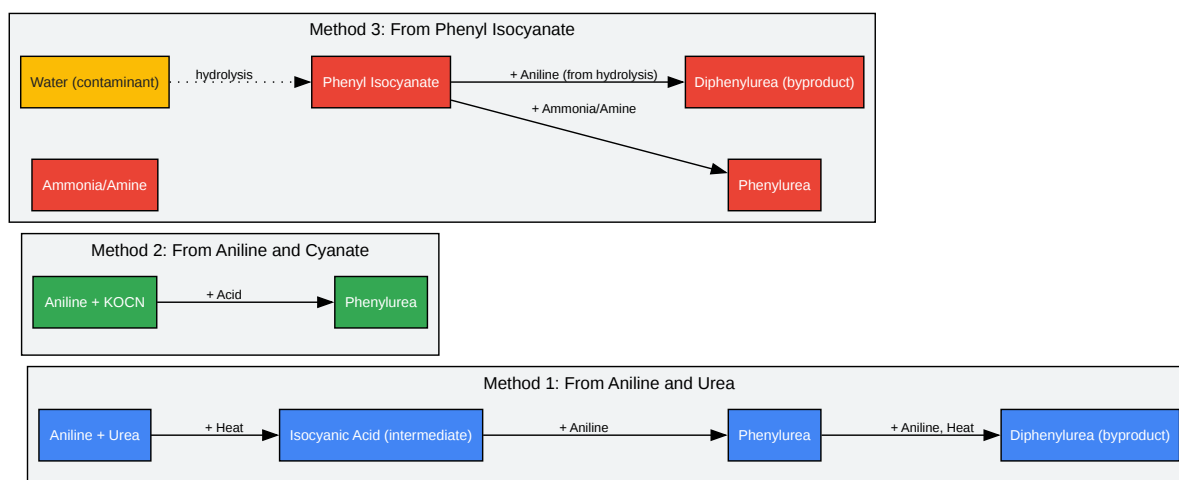 Method 3: From Phenyl Isocyanate
Water (contaminant)
hydrolysis
Phenyl Isocyanate
+ Aniline (from hydrolysis)
Diphenylurea (byproduct)
+ Ammonia/Amine
Ammonia/Amine
Phenylurea
Method 2: From Aniline and Cyanate
Aniline + KOCN
+ Acid
Phenylurea
Method 1: From Aniline and Urea
Aniline + Urea
+ Heat
Isocyanic Acid (intermediate)
+ Aniline
Phenylurea
+ Aniline, Heat
Diphenylurea (byproduct)